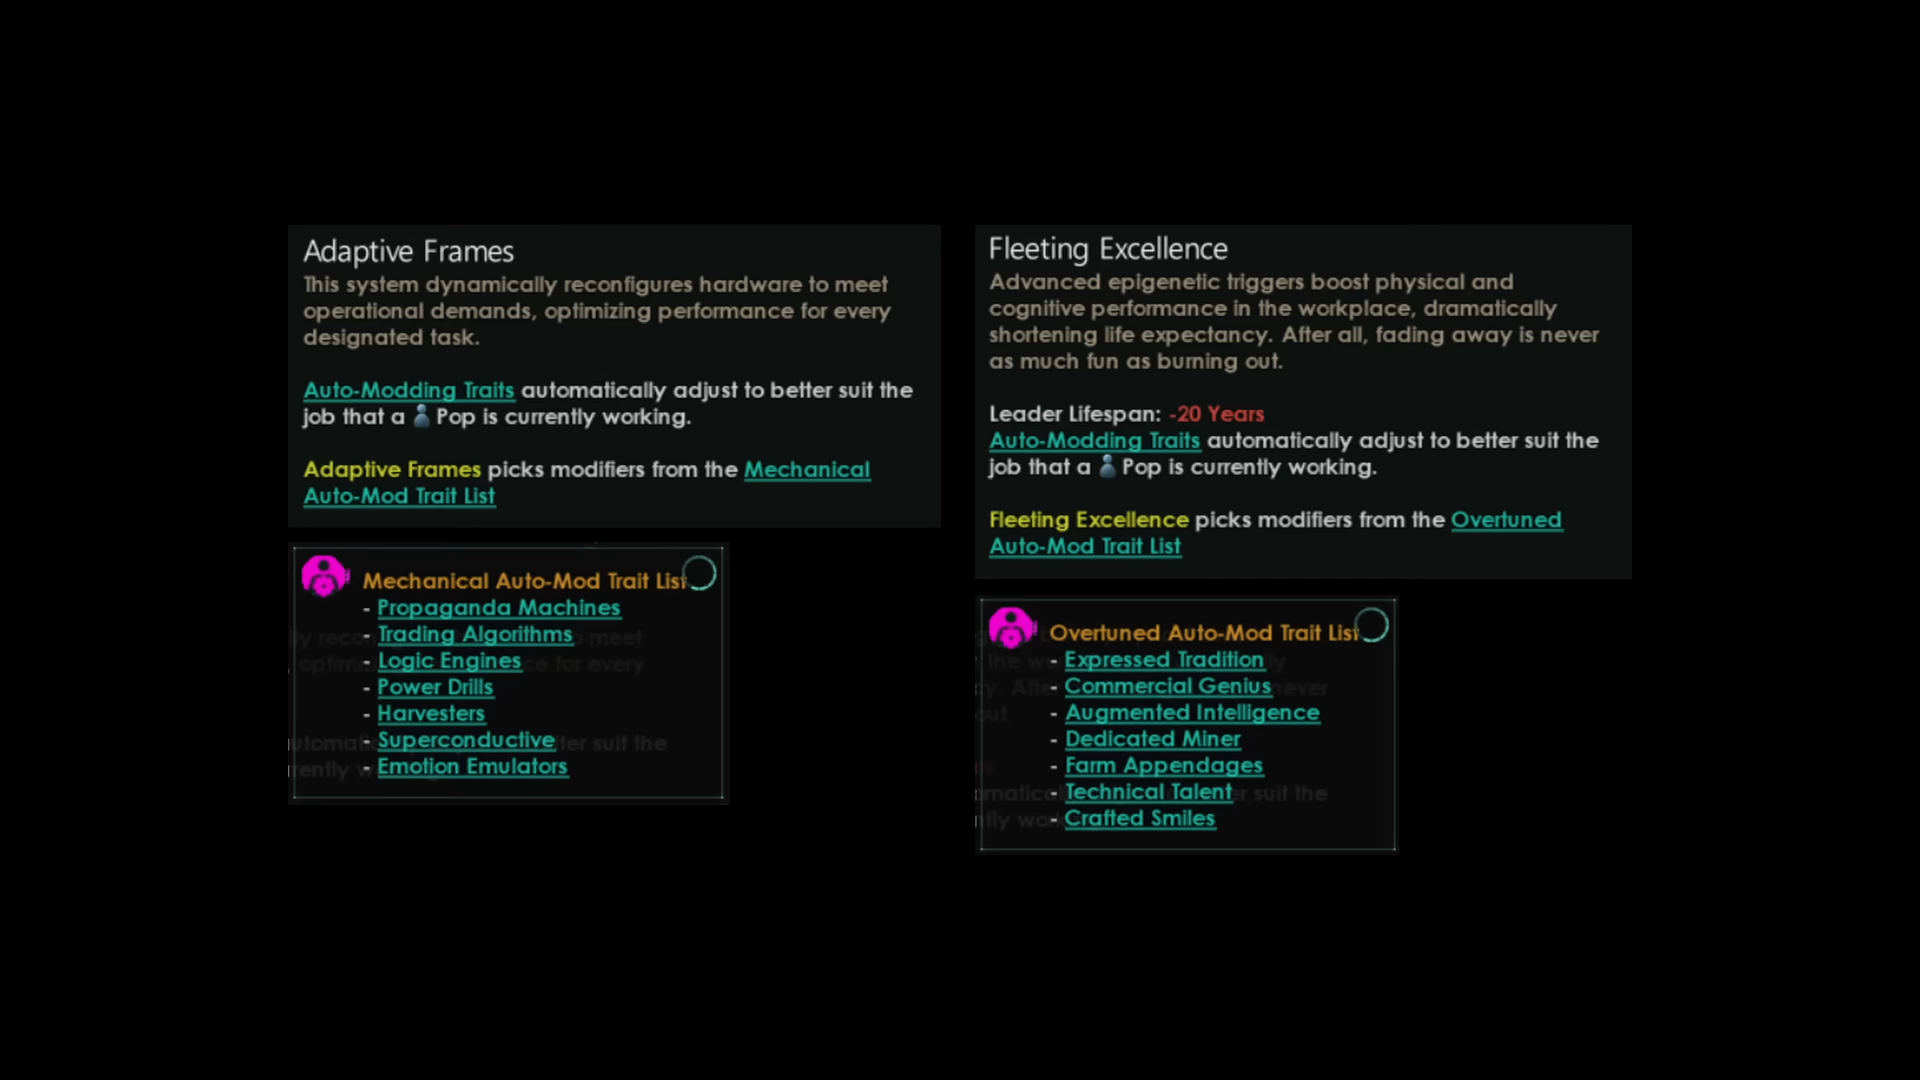 Adaptive Frames
This system dynamically reconfigures hardware to meet
operational demands, optimizing performance for every
designated task.
Auto-Modding Traits automatically adjust to better suit the
job that a Pop is currently working.
Adaptive Frames picks modifiers from the Mechanical
Auto-Mod Trait List
Mechanical Auto-Mod Trait List
- Propaganda Machines
- Trading Algorithms
- Logic Engines
- Power Drills
- Harvesters
- Superconductive
- Emotion Emulators
Fleeting Excellence
Advanced epigenetic triggers boost physical and
cognitive performance in the workplace, dramatically
shortening life expectancy. After all, fading away is never
as much fun as burning out.
Leader Lifespan: -20 Years
Auto-Modding Traits automatically adjust to better suit the
job that a Pop is currently working.
Fleeting Excellence picks modifiers from the Overtuned
Auto-Mod Trait List
Overtuned Auto-Mod Trait List
- Expressed Tradition
- Commercial Genius
- Augmented Intelligence
- Dedicated Miner
- Farm Appendages
- Technical Talent
- Crafted Smiles